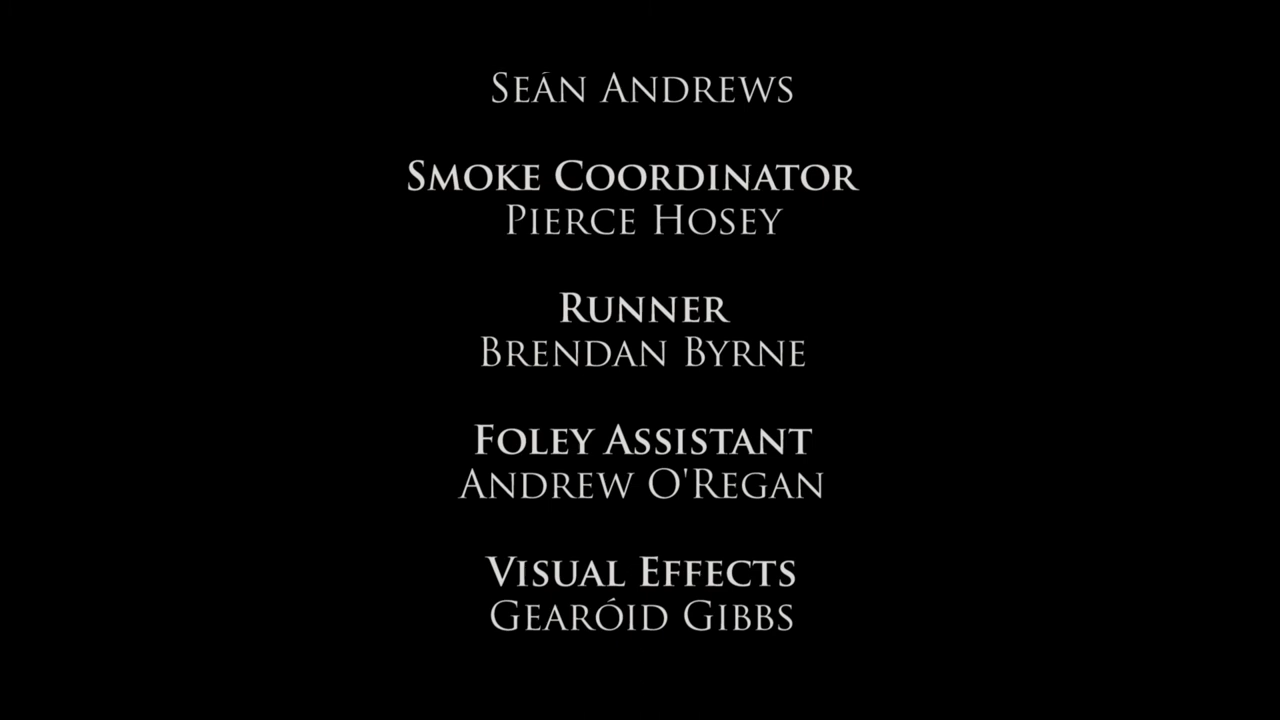 Seán Andrews
Smoke Coordinator
Pierce Hosey
Runner
Brendan Byrne
Foley Assistant
Andrew O'Regan
Visual Effects
Gearóid Gibbs